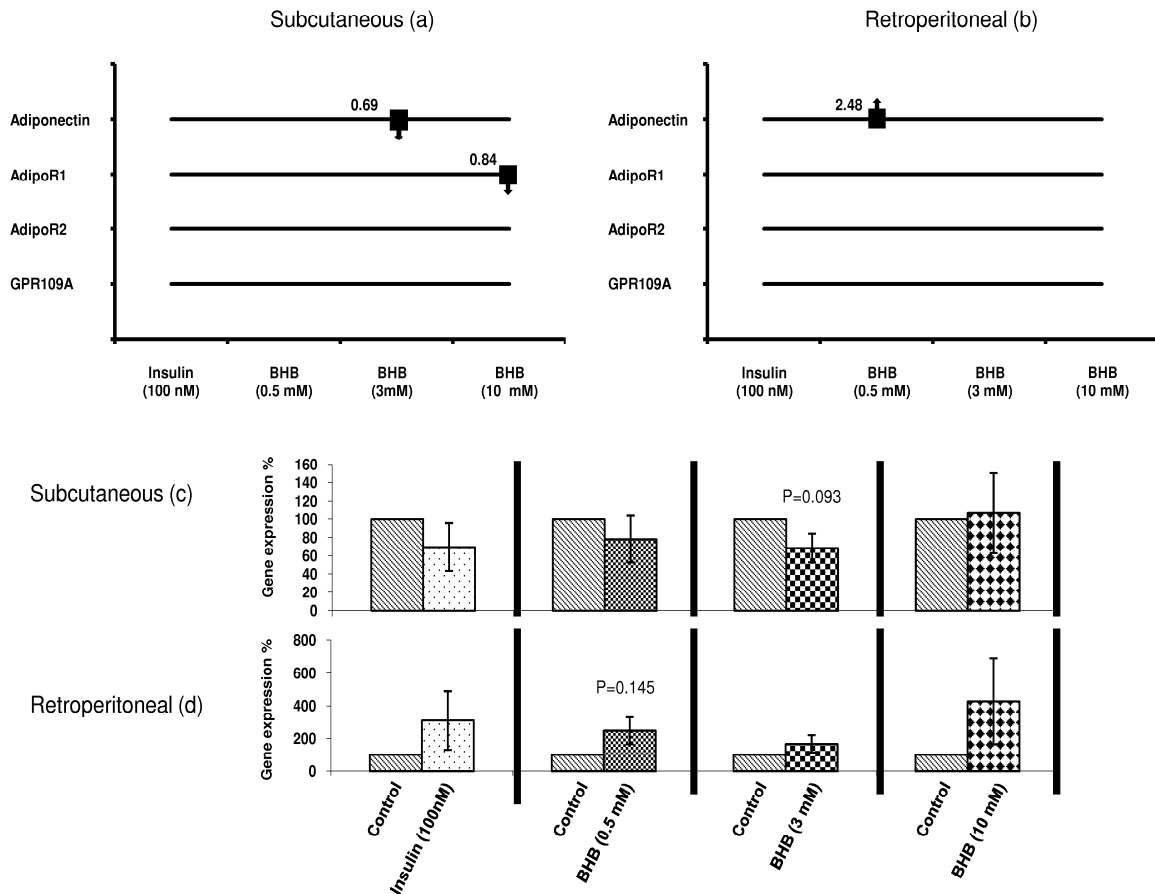 Subcutaneous (a)
Retroperitoneal (b)
Adiponectin
0.69
AdipoR1
0.84
AdipoR2
GPR109A
Insulin
(100 nM)
BHB
(0.5 mM)
BHB
(3mM)
BHB
(10 mM)
Adiponectin
2.48
AdipoR1
AdipoR2
GPR109A
Insulin
(100 nM)
BHB
(0.5 mM)
BHB
(3 mM)
BHB
(10 mM)
Subcutaneous (c)
Gene expression %
160
140
120
100
80
60
40
20
0
P=0.093
Retroperitoneal (d)
Gene expression %
800
600
400
200
0
P=0.145
Control
Insulin (100nM)
Control
BHB (0.5 mM)
Control
BHB (3 mM)
Control
BHB (10 mM)